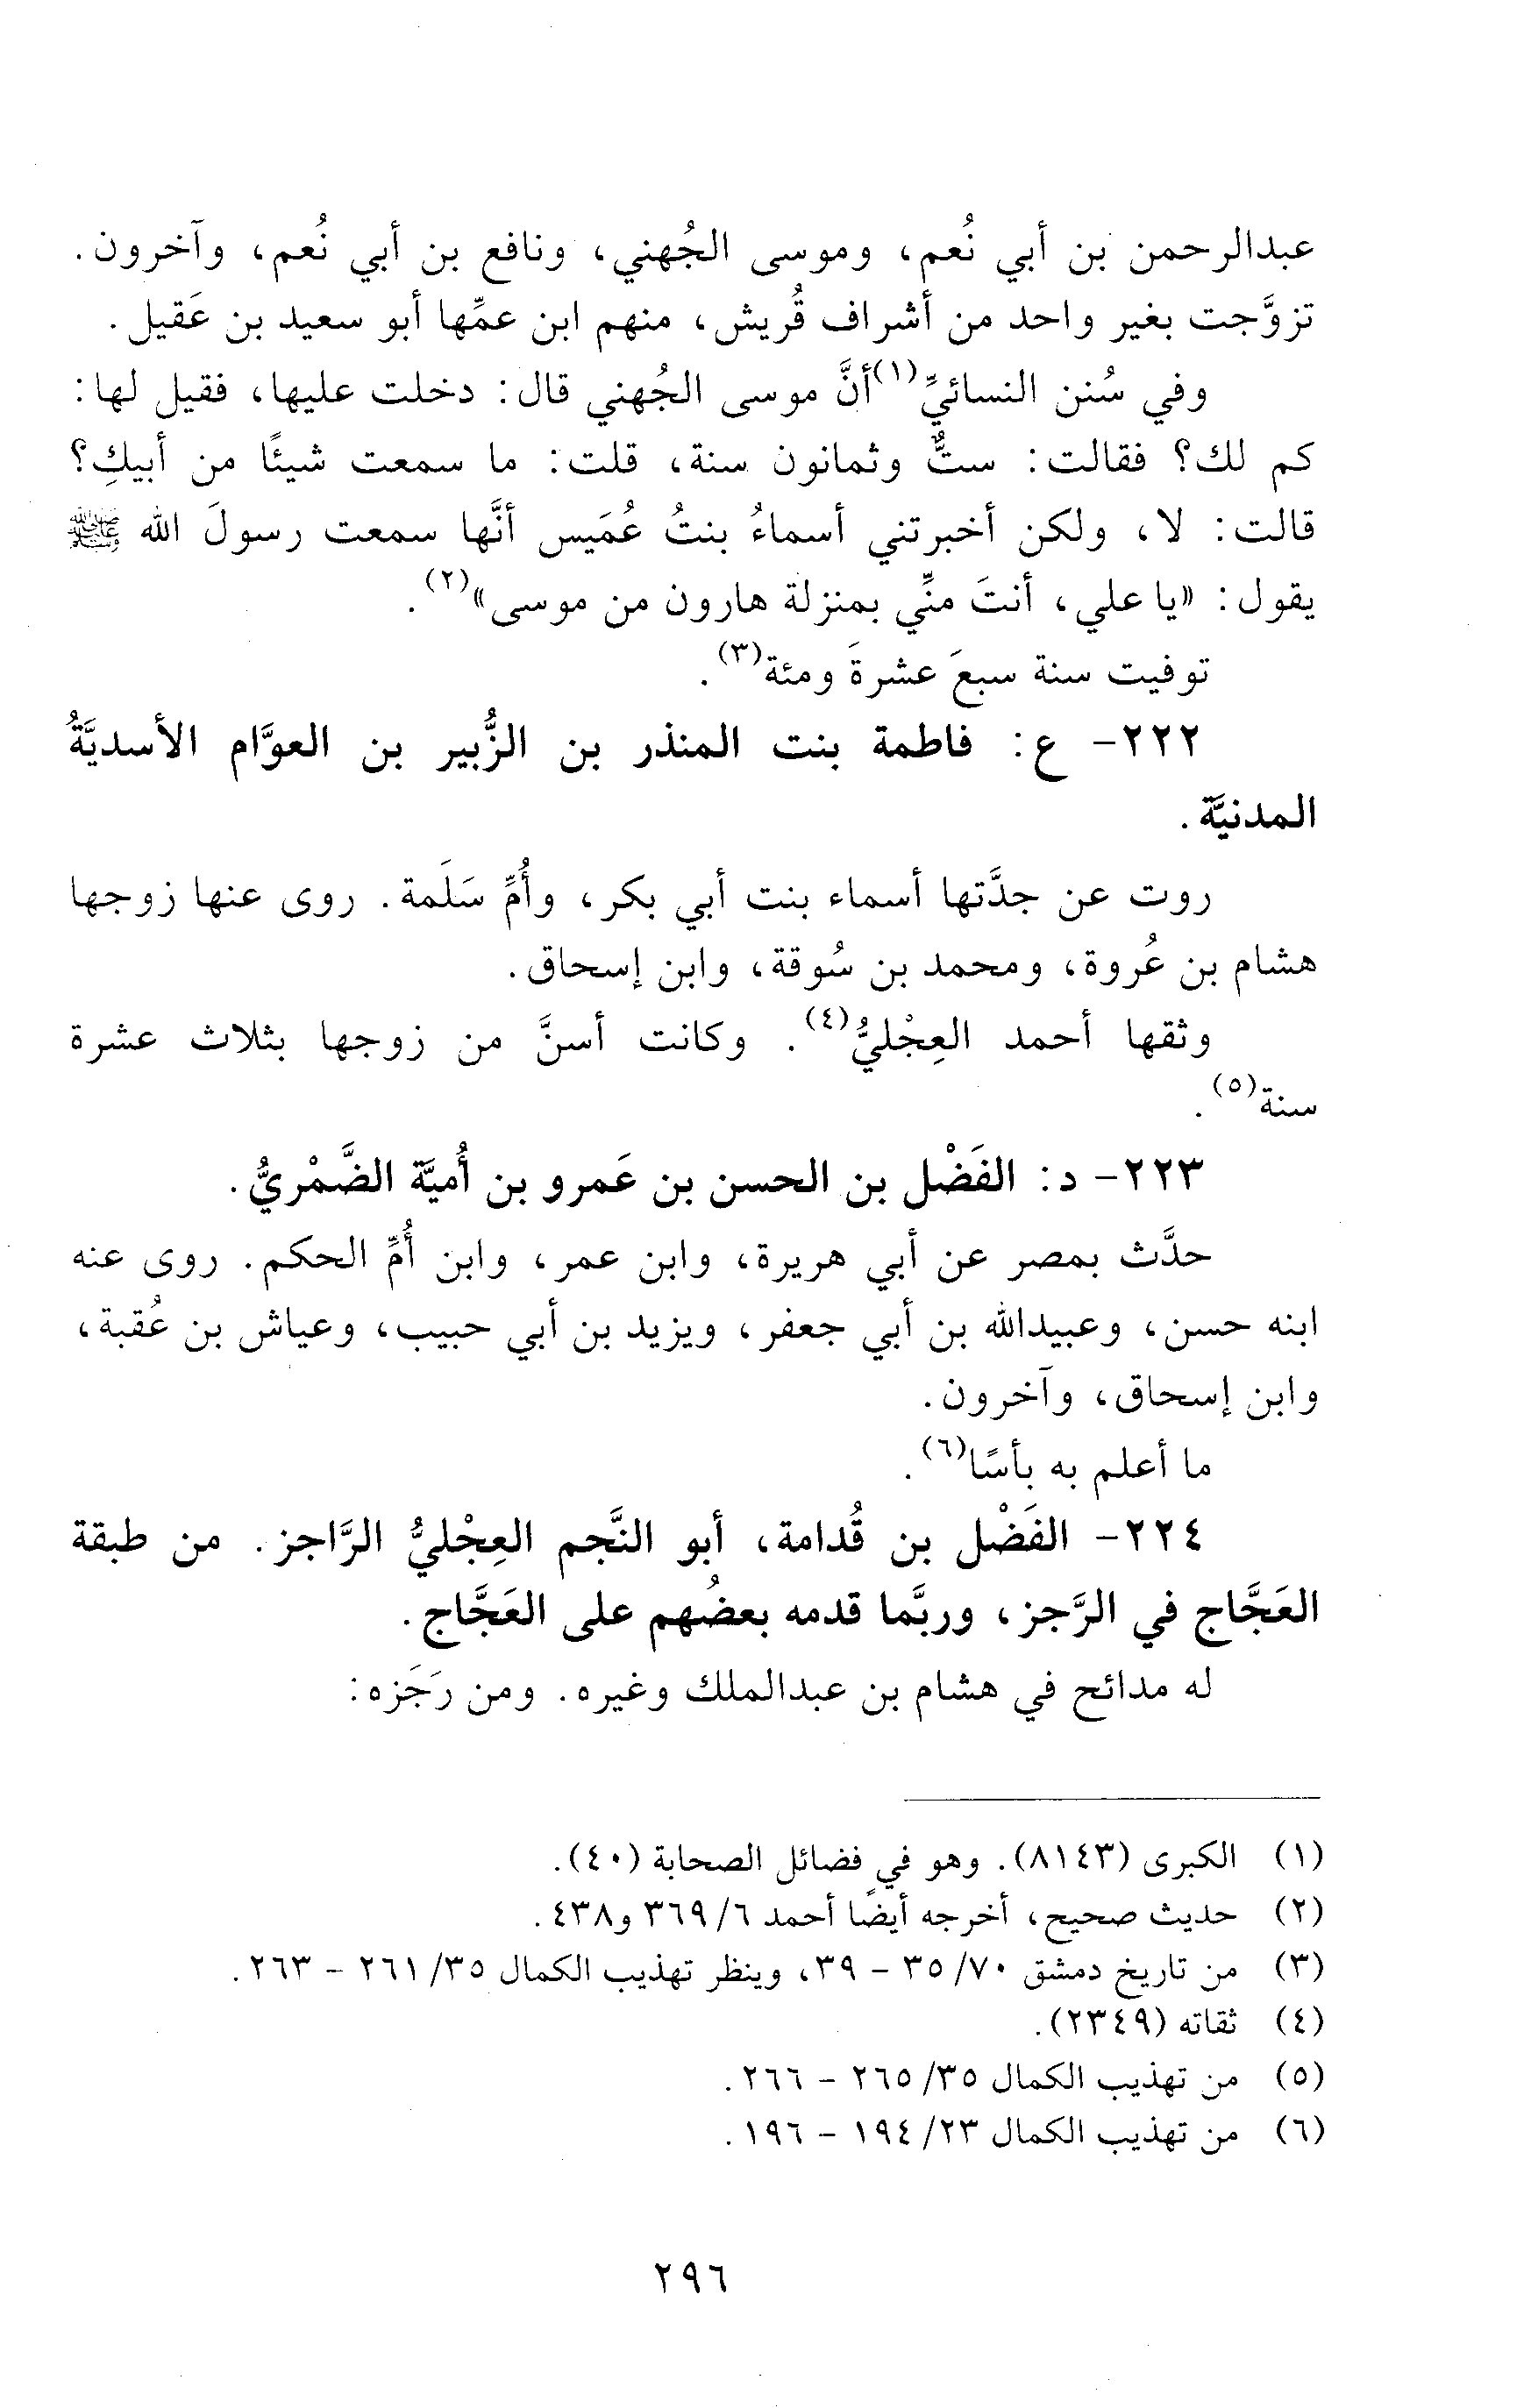 عبدالرحمن بن أبي نُعم، وموسى الجُهني، ونافع بن أبي نُعم، وآخرون.
تزوَّجت بغير واحد من أشراف قُريش، منهم ابن عمِّها أبو سعيد بن عَقيل.
وفي سُنن النسائيِّ(١) أنَّ موسى الجُهني قال: دخلت عليها، فقيل لها:
كم لك؟ فقالت: ستٌّ وثمانون سنة، قلت: ما سمعت شيئًا من أبيكِ؟
قالت: لا، ولكن أخبرتني أسماءُ بنتُ عُمَيس أنَّها سمعت رسولَ الله ﷺ
يقول: «يا علي، أنتَ منِّي بمنزلة هارون من موسى»(٢).
توفيت سنة سبعَ عشرةَ ومئة(٣).
٢٢٢- ع: فاطمة بنت المنذر بن الزُّبير بن العوَّام الأسديَّةُ
المدنيَّة.
روت عن جدَّتها أسماء بنت أبي بكر، وأُمِّ سَلَمة. روى عنها زوجها
هشام بن عُروة، ومحمد بن سُوقة، وابن إسحاق.
وثقها أحمد العِجْليُّ(٤). وكانت أسنَّ من زوجها بثلاث عشرة
سنة(٥).
٢٢٣- د: الفَضْل بن الحسن بن عَمرو بن أُميَّة الضَّمْريُّ.
حدَّث بمصر عن أبي هريرة، وابن عمر، وابن أُمِّ الحكم. روى عنه
ابنه حسن، وعبيدالله بن أبي جعفر، ويزيد بن أبي حبيب، وعياش بن عُقبة،
وابن إسحاق، وآخرون.
ما أعلم به بأسًا(٦).
٢٢٤- الفَضْل بن قُدامة، أبو النَّجم العِجْليُّ الرَّاجز. من طبقة
العَجَّاج في الرَّجز، وربَّما قدمه بعضُهم على العَجَّاج.
له مدائح في هشام بن عبدالملك وغيره. ومن رَجَزه:
(١) الكبرى (٨١٤٣). وهو في فضائل الصحابة (٤٠).
(٢) حديث صحيح، أخرجه أيضًا أحمد ٦/ ٣٦٩ و٤٣٨.
(٣) من تاريخ دمشق ٧٠/ ٣٥ - ٣٩، وينظر تهذيب الكمال ٣٥/ ٢٦١ - ٢٦٣.
(٤) ثقاته (٢٣٤٩).
(٥) من تهذيب الكمال ٣٥/ ٢٦٥ - ٢٦٦.
(٦) من تهذيب الكمال ٢٣/ ١٩٤ - ١٩٦.
٢٩٦